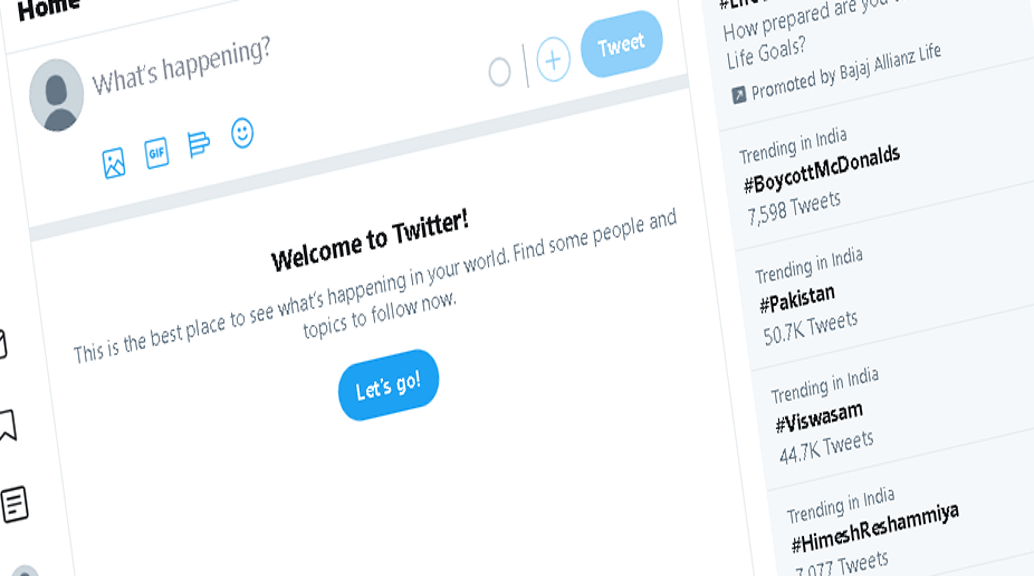 Home
What's happening?
Tweet
GIF
Welcome to Twitter!
This is the best place to see what's happening in your world. Find some people and
topics to follow now.
Let's go!
How prepared are you
Life Goals?
Promoted by Bajaj Allianz Life
Trending in India
#BoycottMcDonalds
7,598 Tweets
Trending in India
#Pakistan
50.7K Tweets
Trending in India
#Viswasam
44.7K Tweets
Trending in India
#HimeshReshammiya
7,077 Tweets